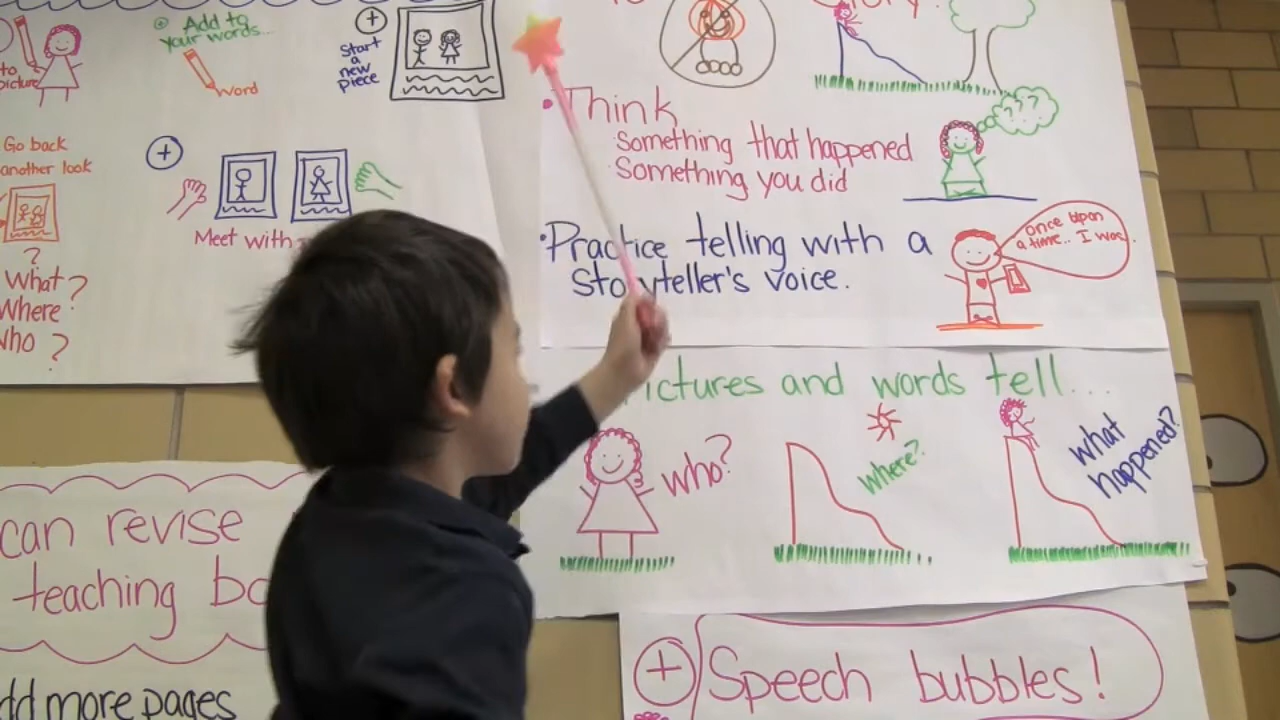 to
picture
+ Add to
your words...
word
+
Start
a
new
piece
Go back
another look
?
What?
Where?
who?
+
Meet with
can revise
teaching bo
dd more pages
Story!
• Think
· Something that happened
· Something you did
???
• Practice telling with a
Storyteller's voice.
once upon
a time.. I was
ictures and words tell...
who?
where?
what
happened?
+ Speech bubbles!